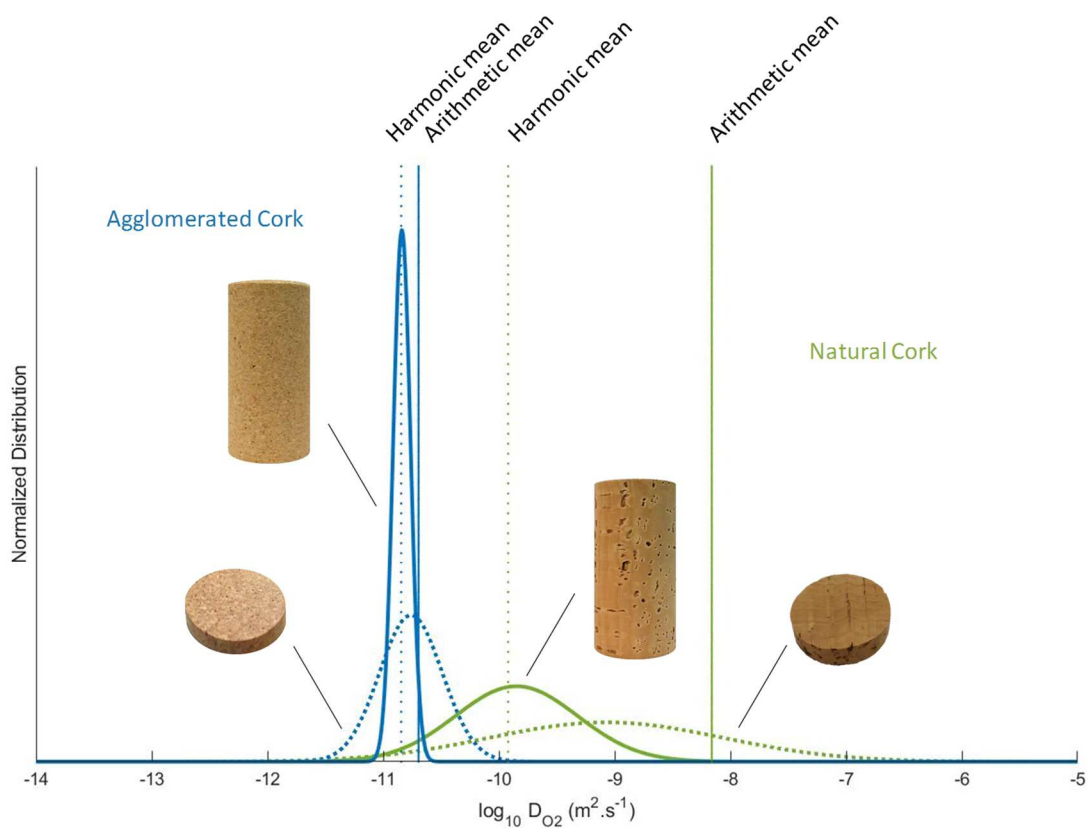 Harmonic mean
Arithmetic mean
Harmonic mean
Arithmetic mean
Agglomerated Cork
Natural Cork
Normalized Distribution
-14 -13 -12 -11 -10 -9 -8 -7 -6 -5
log₁₀ D_O2 (m².s⁻¹)